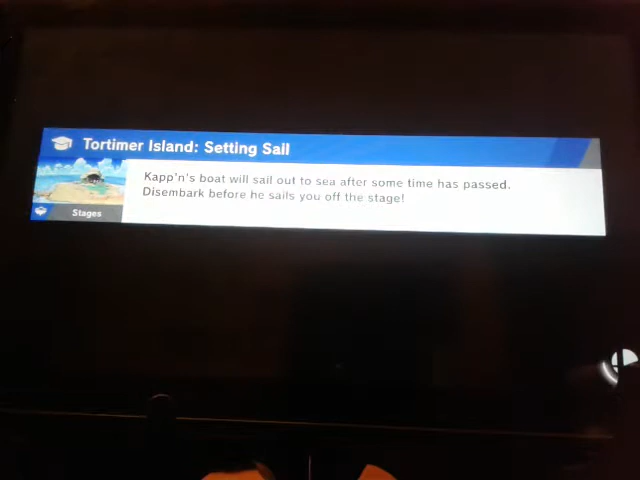 Tortimer Island: Setting Sail
Kapp'n's boat will sail out to sea after some time has passed.
Disembark before he sails you off the stage!
Stages